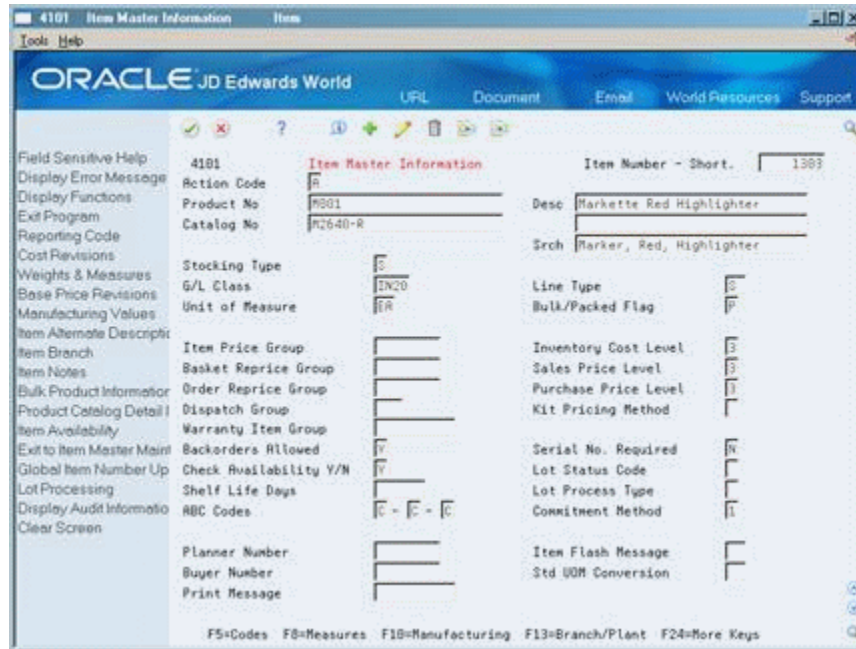 4101 Item Master Information Item
Tools Help
ORACLE JD Edwards World
URL Document Email World Resources Support
Field Sensitive Help
Display Error Message
Display Functions
Exit Program
Reporting Code
Cost Revisions
Weights & Measures
Base Price Revisions
Manufacturing Values
Item Alternate Descriptic
Item Branch
Item Notes
Bulk Product Information
Product Catalog Detail I
Item Availability
Exit to Item Master Maint
Global Item Number Up
Lot Processing
Display Audit Informatio
Clear Screen
4101 Item Master Information Item Number - Short. 1303
Action Code A
Product No M801 Desc Markette Red Highlighter
Catalog No M2640-R
Srch Marker, Red, Highlighter
Stocking Type S
G/L Class IN20 Line Type S
Unit of Measure EA Bulk/Packed Flag P
Item Price Group Inventory Cost Level 3
Basket Reprice Group Sales Price Level 3
Order Reprice Group Purchase Price Level 3
Dispatch Group Kit Pricing Method
Warranty Item Group
Backorders Allowed Y Serial No. Required N
Check Availability Y/N Y Lot Status Code
Shelf Life Days Lot Process Type
ABC Codes C - C - C Commitment Method 1
Planner Number Item Flash Message
Buyer Number Std UOM Conversion
Print Message
F5=Codes F8=Measures F10=Manufacturing F13=Branch/Plant F24=More Keys